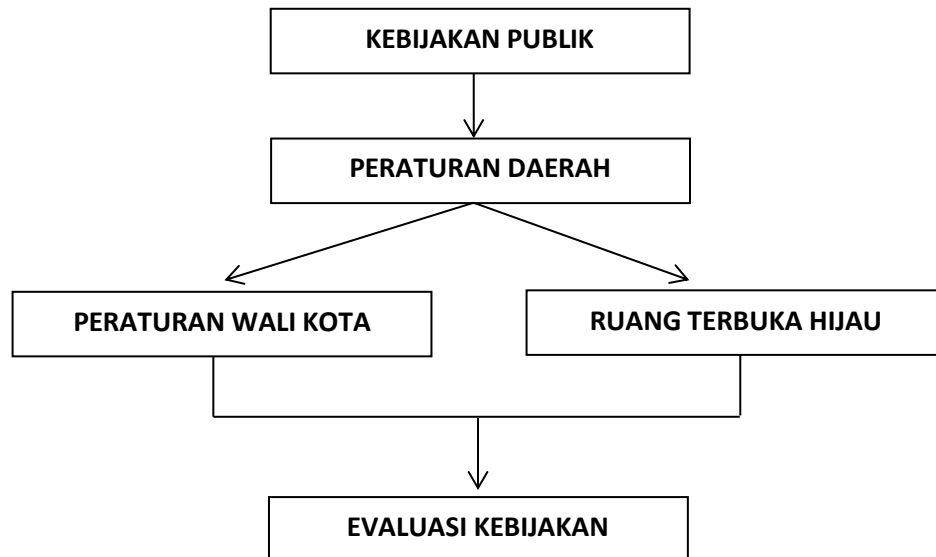 KEBIJAKAN PUBLIK
PERATURAN DAERAH
PERATURAN WALI KOTA
RUANG TERBUKA HIJAU
EVALUASI KEBIJAKAN